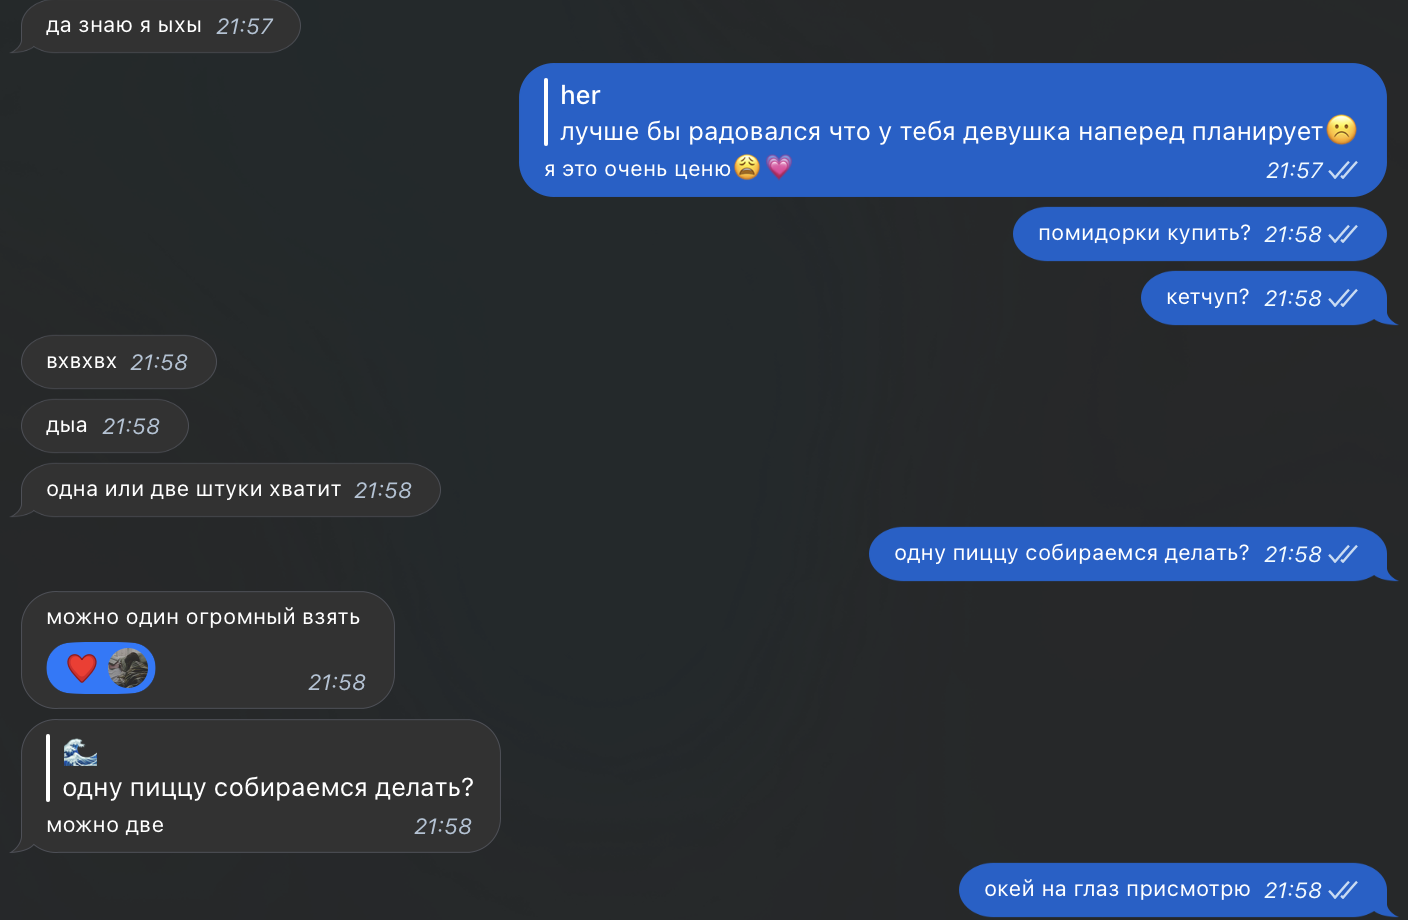 да знаю я ыхы 21:57
her
лучше бы радовался что у тебя девушка наперед планирует☹️
я это очень ценю😩💗 21:57
помидорки купить? 21:58
кетчуп? 21:58
вхвхвх 21:58
дыа 21:58
одна или две штуки хватит 21:58
одну пиццу собираемся делать? 21:58
можно один огромный взять
❤️ 21:58
🌊
одну пиццу собираемся делать?
можно две 21:58
окей на глаз присмотрю 21:58